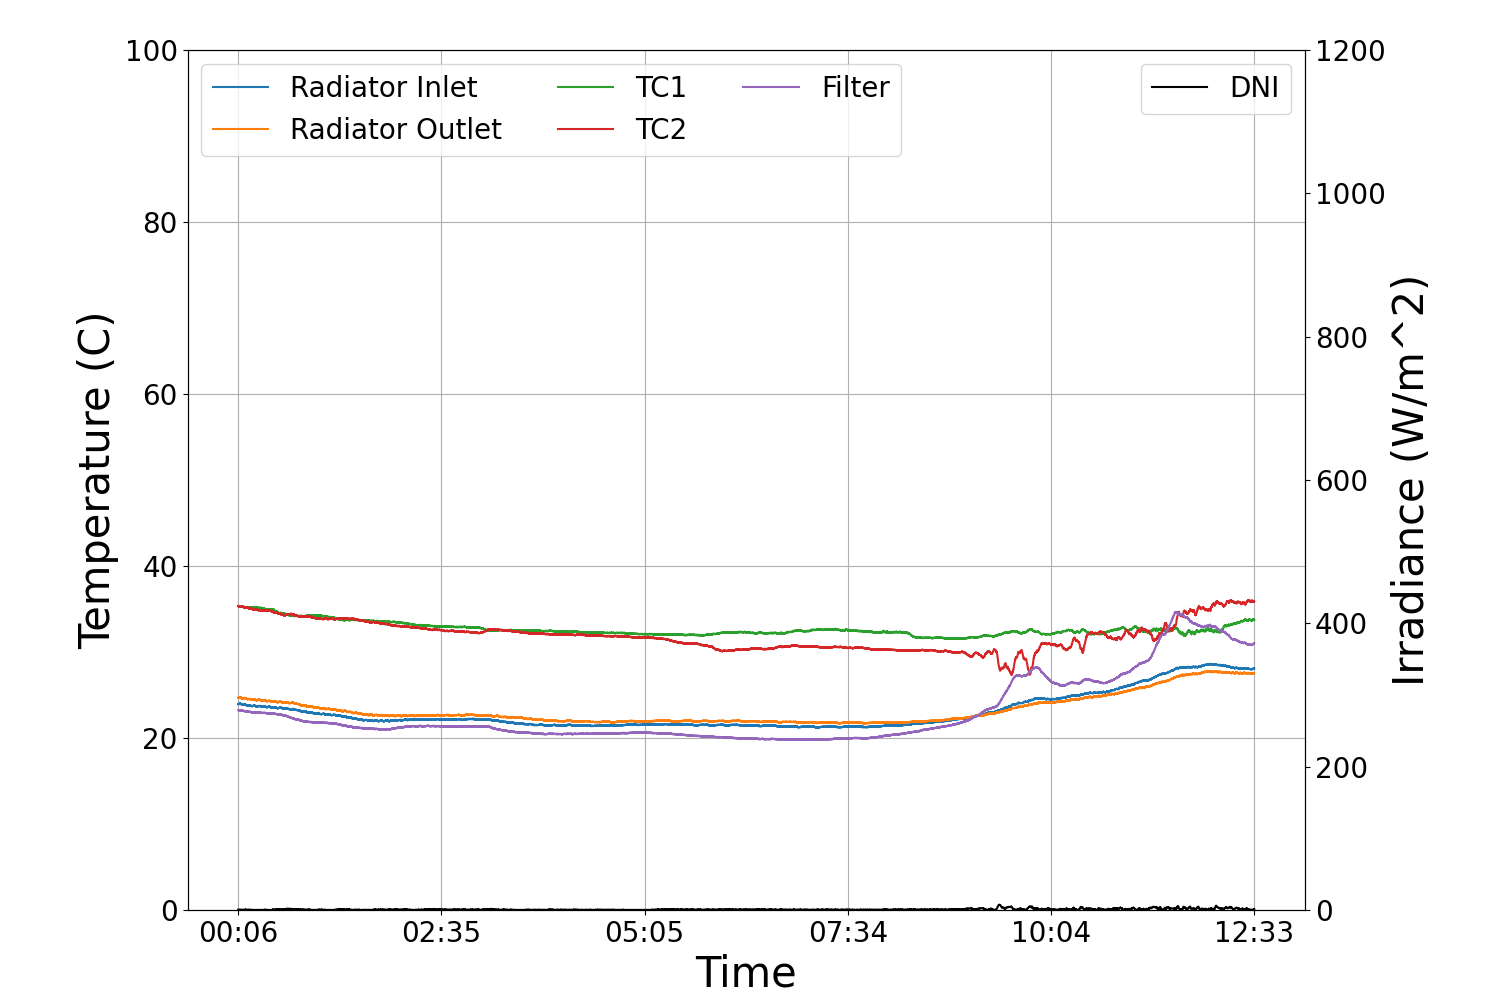 100
80
60
40
20
0
Temperature (C)
Radiator Inlet
Radiator Outlet
TC1
TC2
Filter
DNI
1200
1000
800
600
400
200
0
Irradiance (W/m^2)
00:06 02:35 05:05 07:34 10:04 12:33
Time